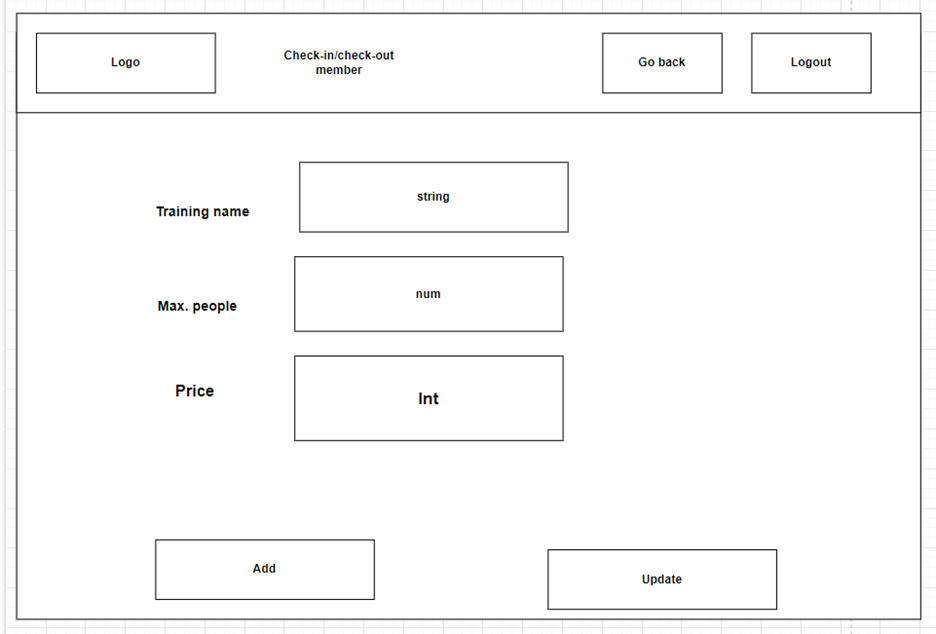 Logo
Check-in/check-out
member
Go back
Logout
Training name
string
Max. people
num
Price
Int
Add
Update